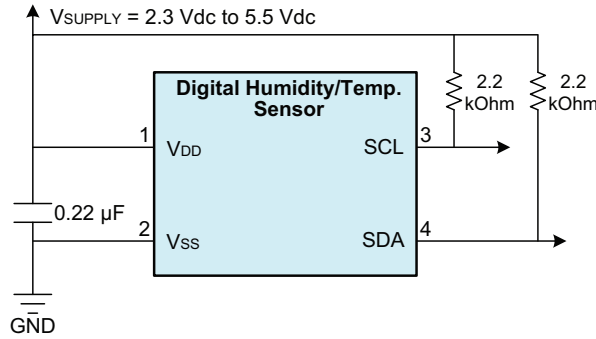 VSUPPLY = 2.3 Vdc to 5.5 Vdc
Digital Humidity/Temp.
Sensor
2.2
kOhm
2.2
kOhm
1
VDD
SCL
3
0.22 µF
2
VSS
SDA
4
GND